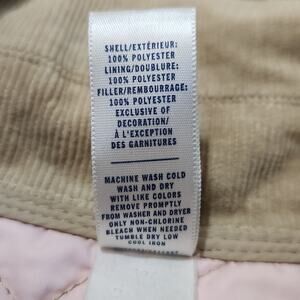 SHELL/EXTÉRIEUR:
100% POLYESTER
LINING/DOUBLURE:
100% POLYESTER
FILLER/REMBOURRAGE:
100% POLYESTER
EXCLUSIVE OF
DECORATION/
À L'EXCEPTION
DES GARNITURES
MACHINE WASH COLD
WASH AND DRY
WITH LIKE COLORS
REMOVE PROMPTLY
FROM WASHER AND DRYER
ONLY NON-CHLORINE
BLEACH WHEN NEEDED
TUMBLE DRY LOW
COOL IRON